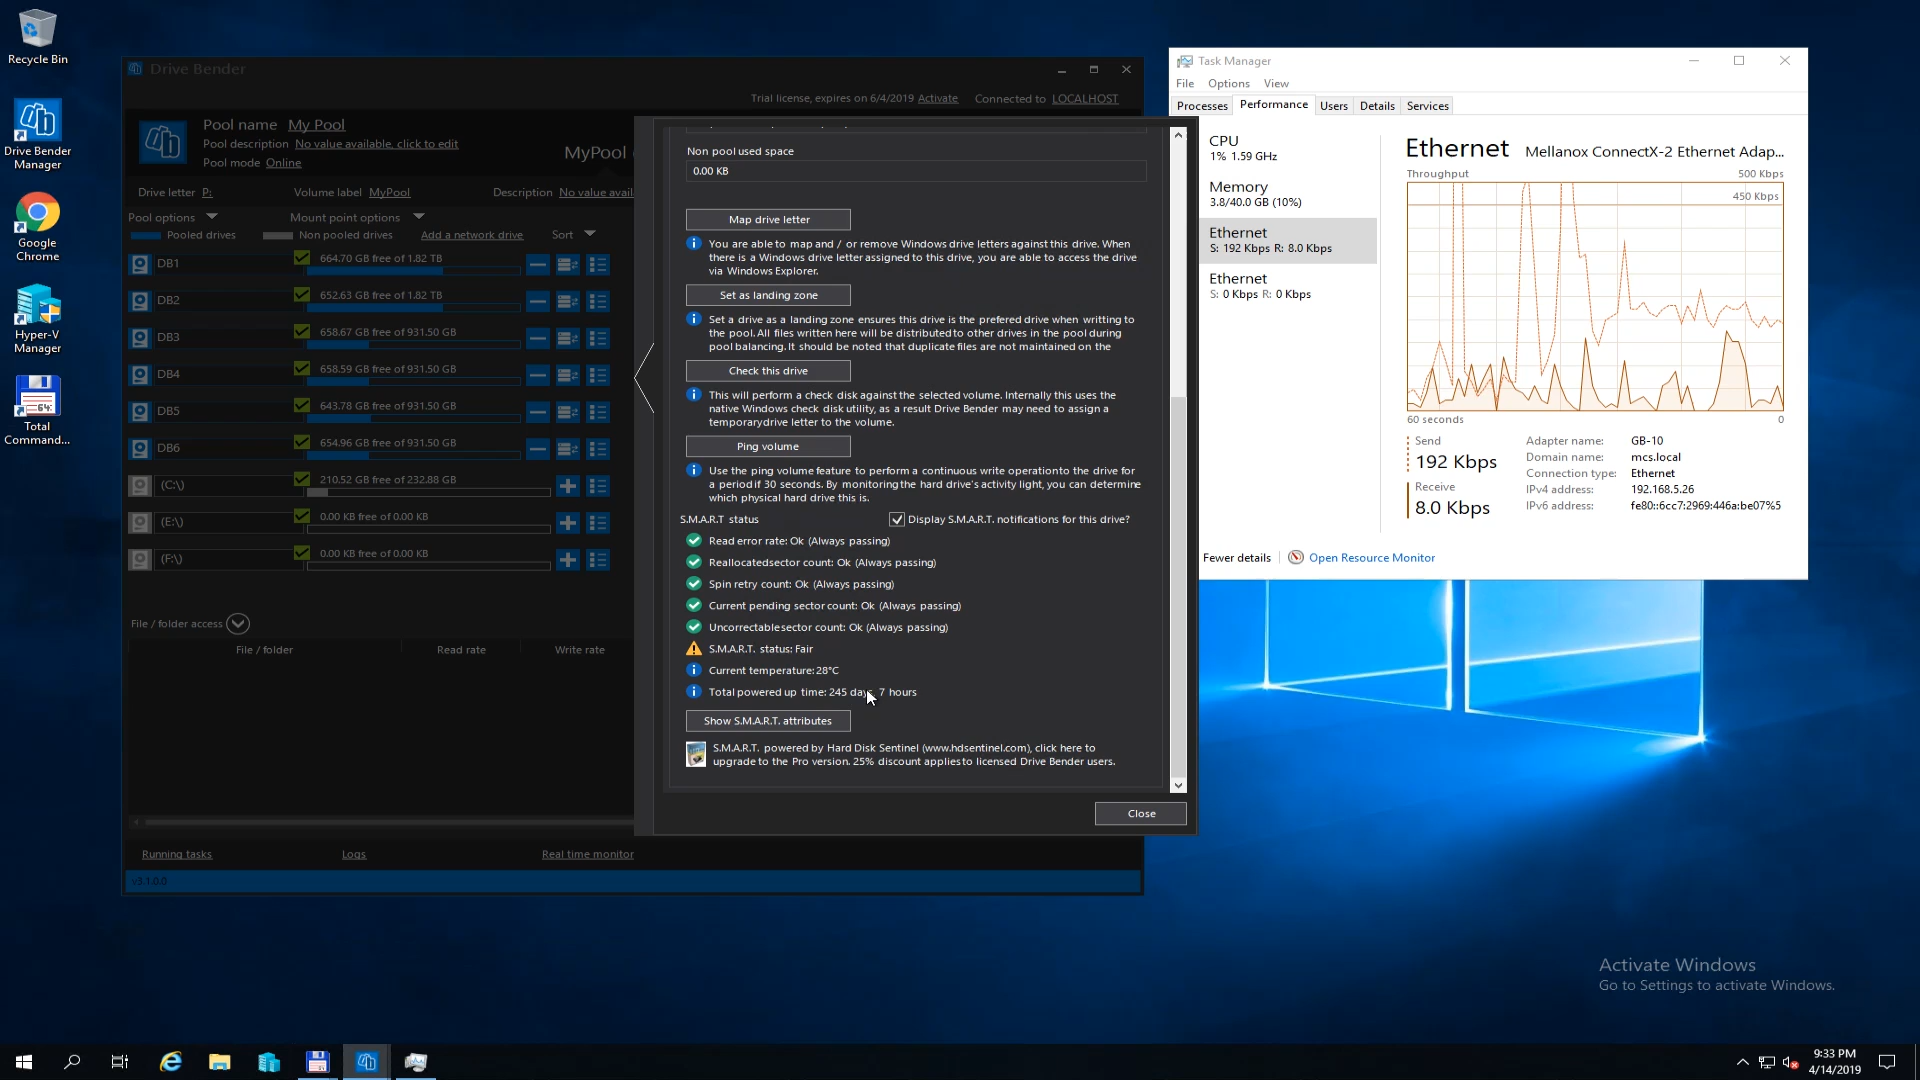 Recycle Bin
Drive Bender
Manager
Google
Chrome
Hyper-V
Manager
64:
Total
Command...
Drive Bender
Trial license, expires on 6/4/2019 Activate Connected to LOCALHOST
Pool name My Pool
Pool description No value available, click to edit
Pool mode Online
MyPool
Drive letter P: Volume label MyPool Description No value avail
Pool options Mount point options
Pooled drives Non pooled drives Add a network drive Sort
DB1 664.70 GB free of 1.82 TB
DB2 652.63 GB free of 1.82 TB
DB3 658.67 GB free of 931.50 GB
DB4 658.59 GB free of 931.50 GB
DB5 643.78 GB free of 931.50 GB
DB6 654.96 GB free of 931.50 GB
(C:\) 210.52 GB free of 232.88 GB
(E:\) 0.00 KB free of 0.00 KB
(F:\) 0.00 KB free of 0.00 KB
File / folder access
File / folder Read rate Write rate
Running tasks Logs Real time monitor
v3.1.0.0
Non pool used space
0.00 KB
Map drive letter
You are able to map and / or remove Windows drive letters against this drive. When
there is a Windows drive letter assigned to this drive, you are able to access the drive
via Windows Explorer.
Set as landing zone
Set a drive as a landing zone ensures this drive is the prefered drive when writting to
the pool. All files written here will be distributed to other drives in the pool during
pool balancing. It should be noted that duplicate files are not maintained on the
Check this drive
This will perform a check disk against the selected volume. Internally this uses the
native Windows check disk utility, as a result Drive Bender may need to assign a
temporarydrive letter to the volume.
Ping volume
Use the ping volume feature to perform a continuous write operationto the drive for
a period if 30 seconds. By monitoring the hard drive's activity light, you can determine
which physical hard drive this is.
S.M.A.R.T status Display S.M.A.R.T. notifications for this drive?
Read error rate: Ok (Always passing)
Reallocatedsector count: Ok (Always passing)
Spin retry count: Ok (Always passing)
Current pending sector count: Ok (Always passing)
Uncorrectablesector count: Ok (Always passing)
S.M.A.R.T. status: Fair
Current temperature: 28°C
Total powered up time: 245 days, 7 hours
Show S.M.A.R.T. attributes
S.M.A.R.T. powered by Hard Disk Sentinel (www.hdsentinel.com), click here to
upgrade to the Pro version. 25% discount applies to licensed Drive Bender users.
Close
Task Manager
File Options View
Processes Performance Users Details Services
CPU
1% 1.59 GHz
Memory
3.8/40.0 GB (10%)
Ethernet
S: 192 Kbps R: 8.0 Kbps
Ethernet
S: 0 Kbps R: 0 Kbps
Ethernet Mellanox ConnectX-2 Ethernet Adap...
Throughput 500 Kbps
450 Kbps
60 seconds 0
Send
192 Kbps
Receive
8.0 Kbps
Adapter name: GB-10
Domain name: mcs.local
Connection type: Ethernet
IPv4 address: 192.168.5.26
IPv6 address: fe80::6cc7:2969:446a:be07%5
Fewer details Open Resource Monitor
Activate Windows
Go to Settings to activate Windows.
9:33 PM
4/14/2019